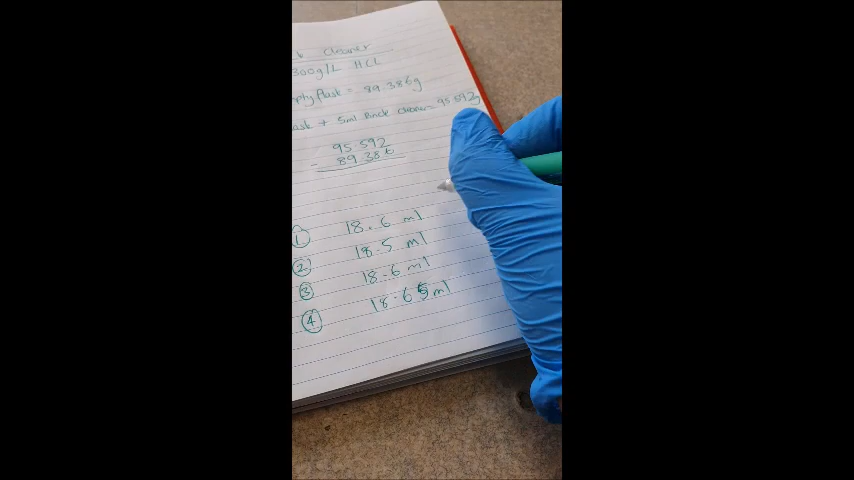 Cleaner
300g/L HCL
flask = 89.386g
+ 5ml Cleaner = 95.592g
95.592
- 89.386
① 18.6 ml
② 18.5 ml
③ 18.6 ml
④ 18.65 ml